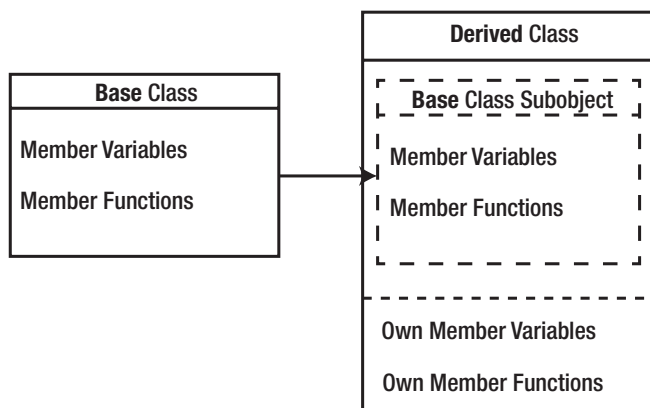 Base Class
Member Variables
Member Functions
Derived Class
Base Class Subobject
Member Variables
Member Functions
Own Member Variables
Own Member Functions